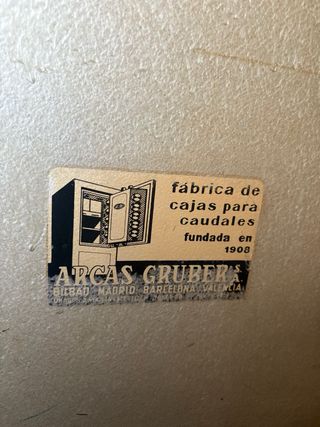 fábrica de
cajas para
caudales
fundada en
1908
ARCAS GRUBER S.A.
BILBAO MADRID BARCELONA VALENCIA